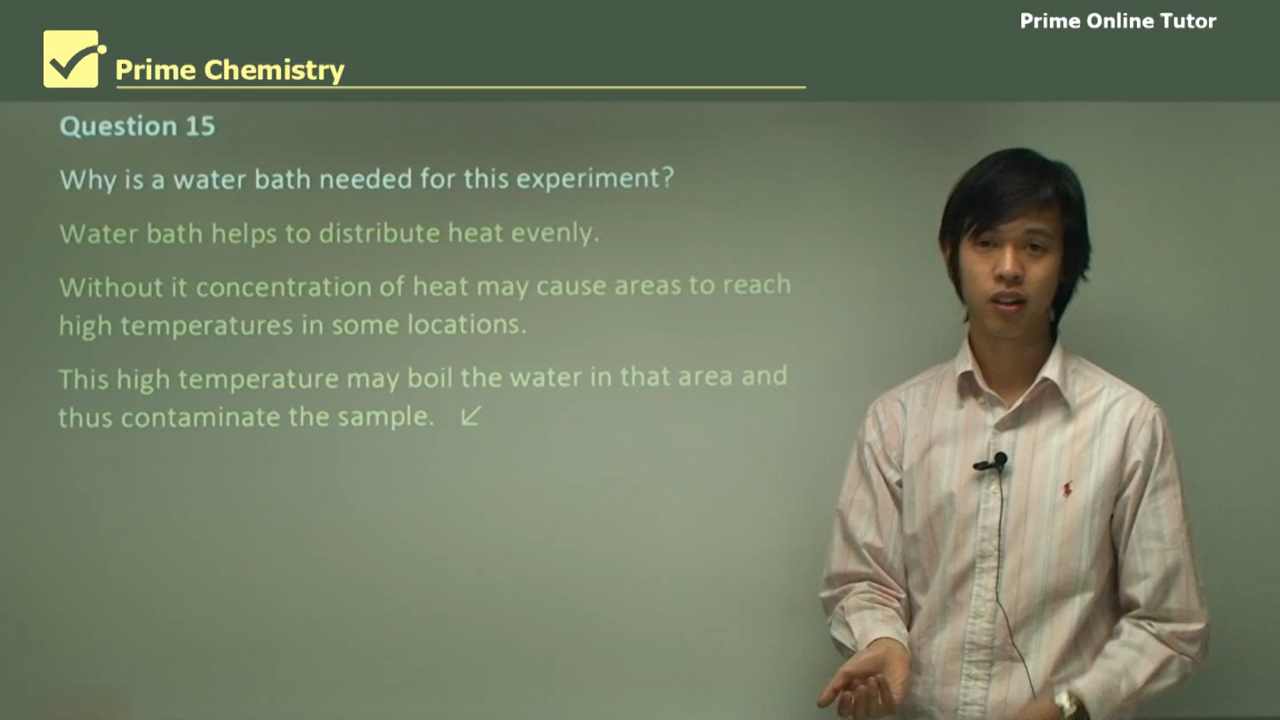 Prime Online Tutor
Prime Chemistry
Question 15
Why is a water bath needed for this experiment?
Water bath helps to distribute heat evenly.
Without it concentration of heat may cause areas to reach
high temperatures in some locations.
This high temperature may boil the water in that area and
thus contaminate the sample. ↙